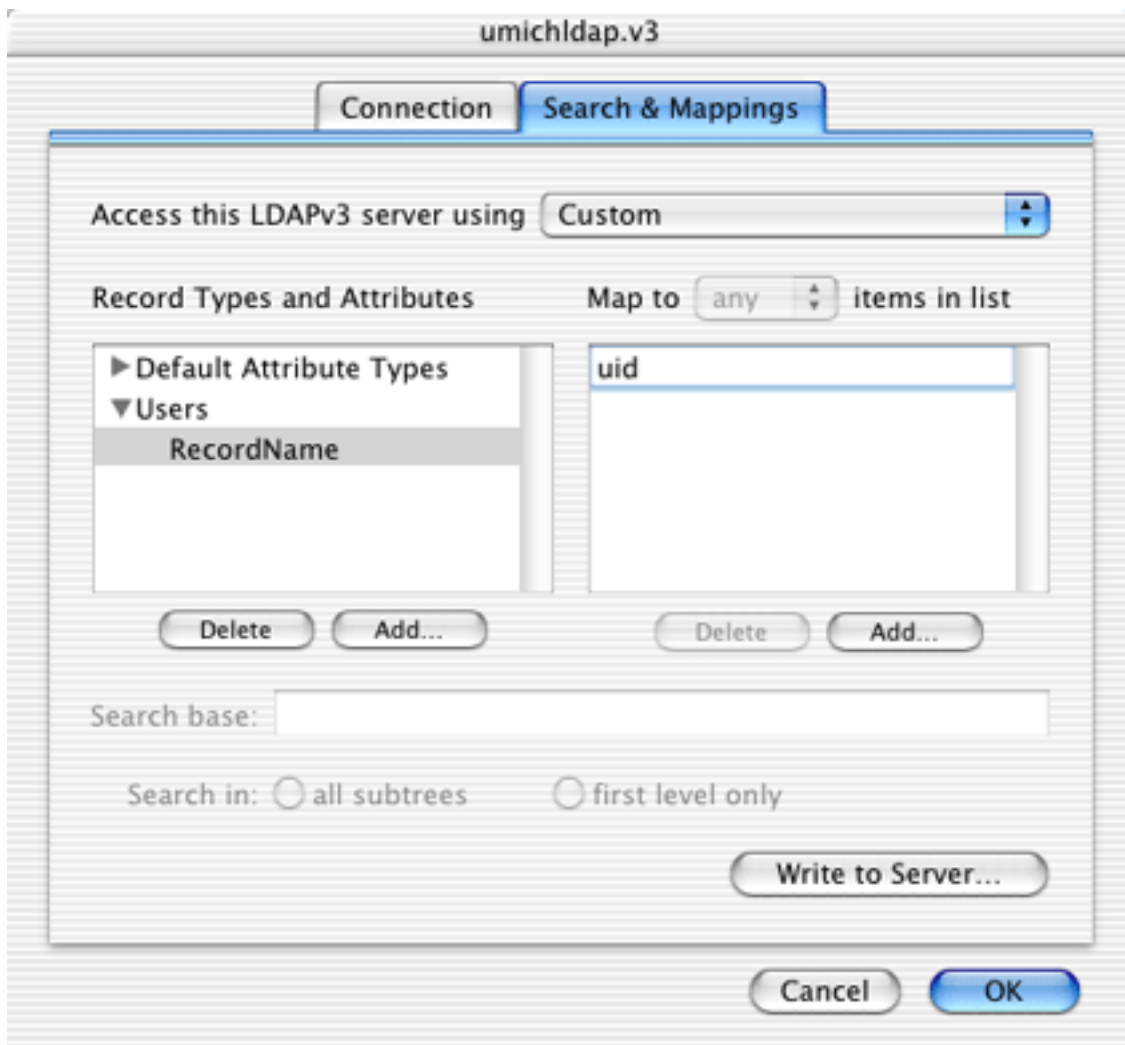 umichldap.v3
Connection
Search & Mappings
Access this LDAPv3 server using Custom
Record Types and Attributes
Map to any items in list
Default Attribute Types
Users
RecordName
uid
Delete
Add...
Delete
Add...
Search base:
Search in: all subtrees first level only
Write to Server...
Cancel
OK